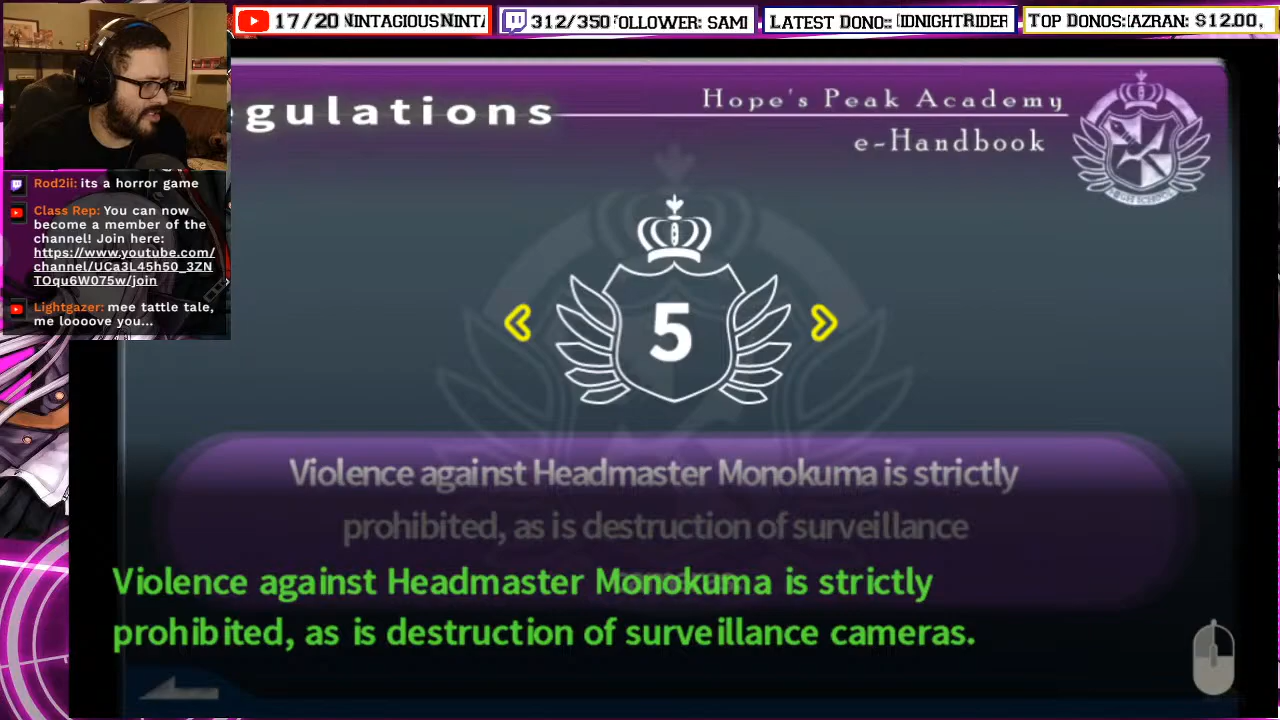 17/20 NINTAGIOUSNINTA
312/350 FOLLOWER: SAMI
LATEST DONO:: IDNIGHTRIDER
TOP DONOS: AZRAN: $12.00,
gulations
Hope's Peak Academy
e-Handbook
Rod2ii: its a horror game
Class Rep: You can now
become a member of the
channel! Join here:
https://www.youtube.com/
channel/UCa3L45h50_3ZN
TOqu6W075w/join
Lightgazer: mee tattle tale,
me loooove you...
5
Violence against Headmaster Monokuma is strictly
prohibited, as is destruction of surveillance
Violence against Headmaster Monokuma is strictly
prohibited, as is destruction of surveillance cameras.